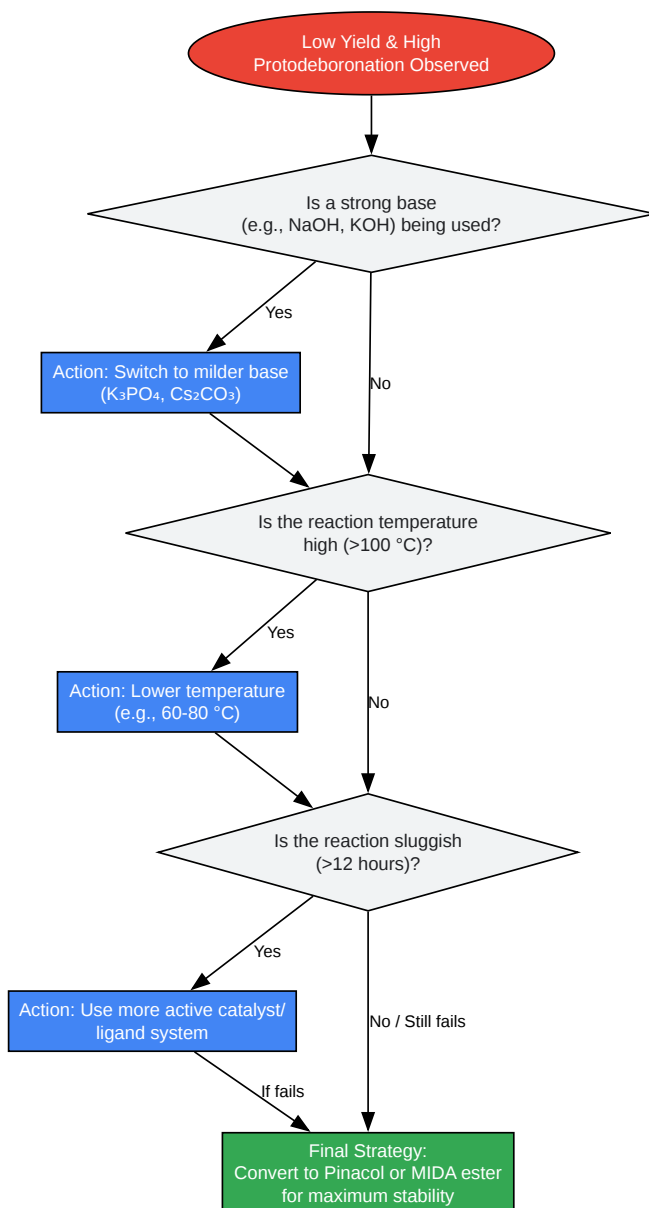 Low Yield & High
Protodeboronation Observed
Is a strong base
(e.g., NaOH, KOH) being used?
Yes
No
Action: Switch to milder base
(K₃PO₄, Cs₂CO₃)
Is the reaction temperature
high (>100 °C)?
Yes
No
Action: Lower temperature
(e.g., 60-80 °C)
Is the reaction sluggish
(>12 hours)?
Yes
No / Still fails
Action: Use more active catalyst/
ligand system
If fails
Final Strategy:
Convert to Pinacol or MIDA ester
for maximum stability